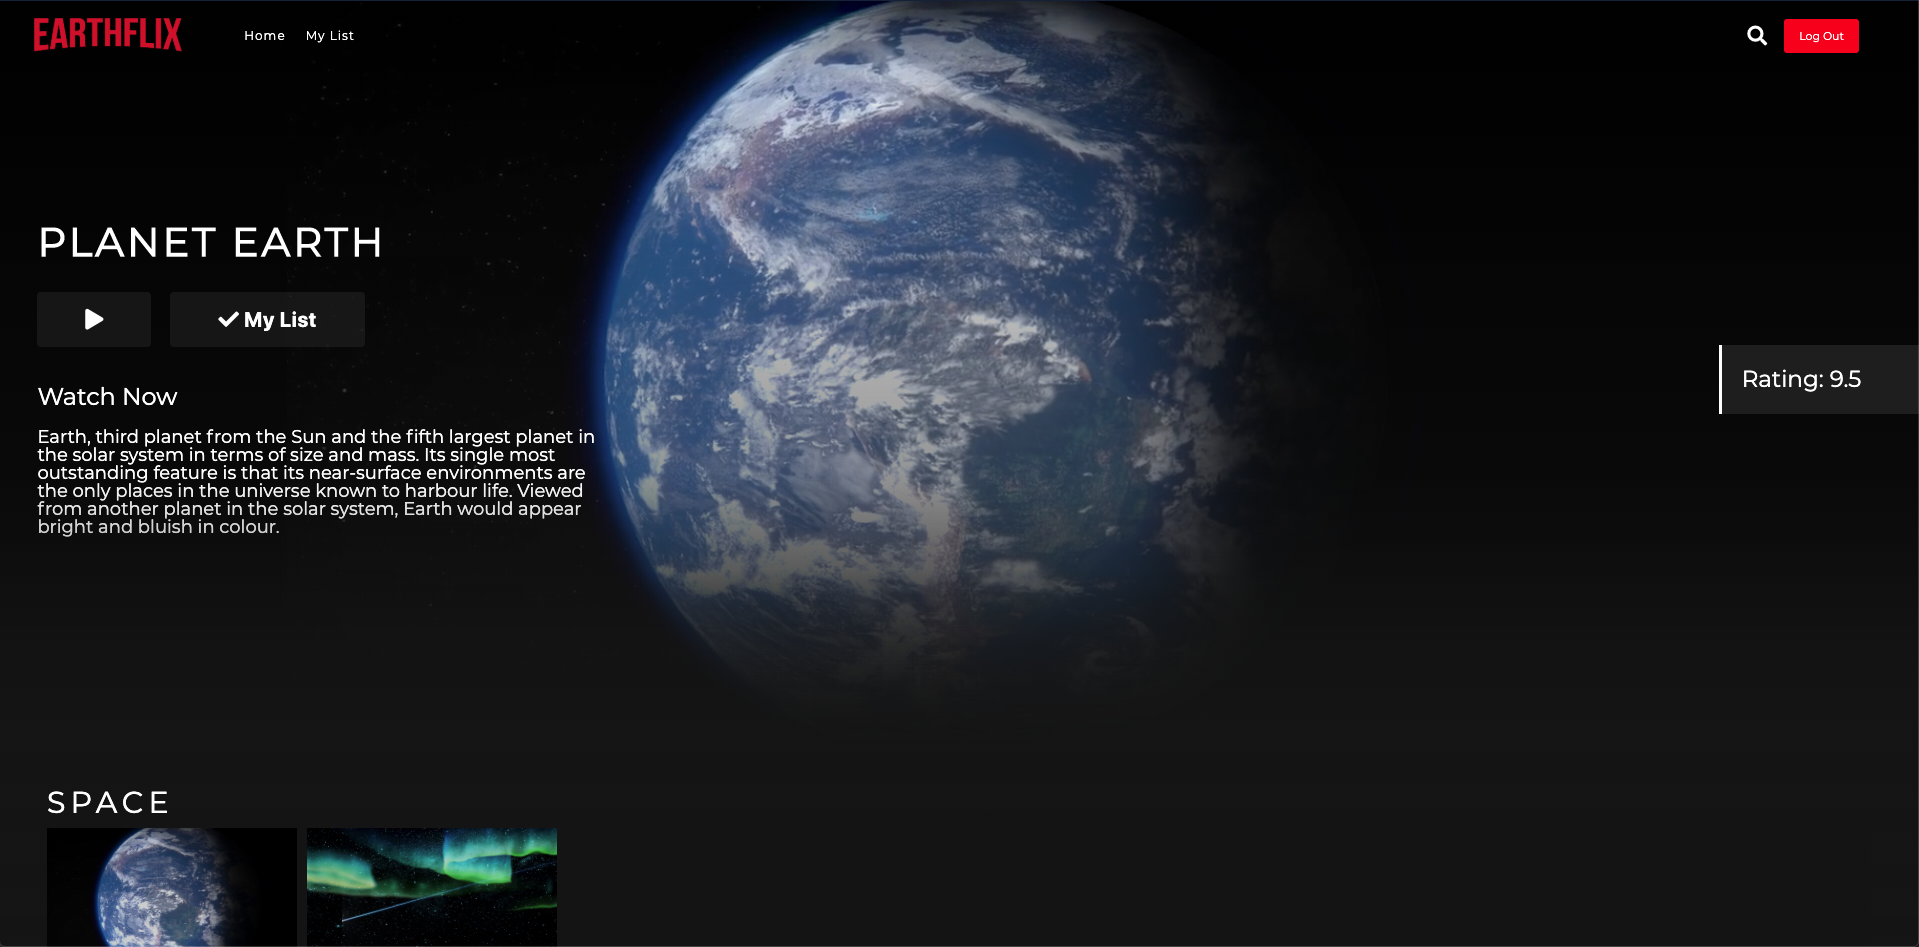 EARTHFLIX
Home
My List
Log Out
PLANET EARTH
My List
Rating: 9.5
Watch Now
Earth, third planet from the Sun and the fifth largest planet in
the solar system in terms of size and mass. Its single most
outstanding feature is that its near-surface environments are
the only places in the universe known to harbour life. Viewed
from another planet in the solar system, Earth would appear
bright and bluish in colour.
SPACE